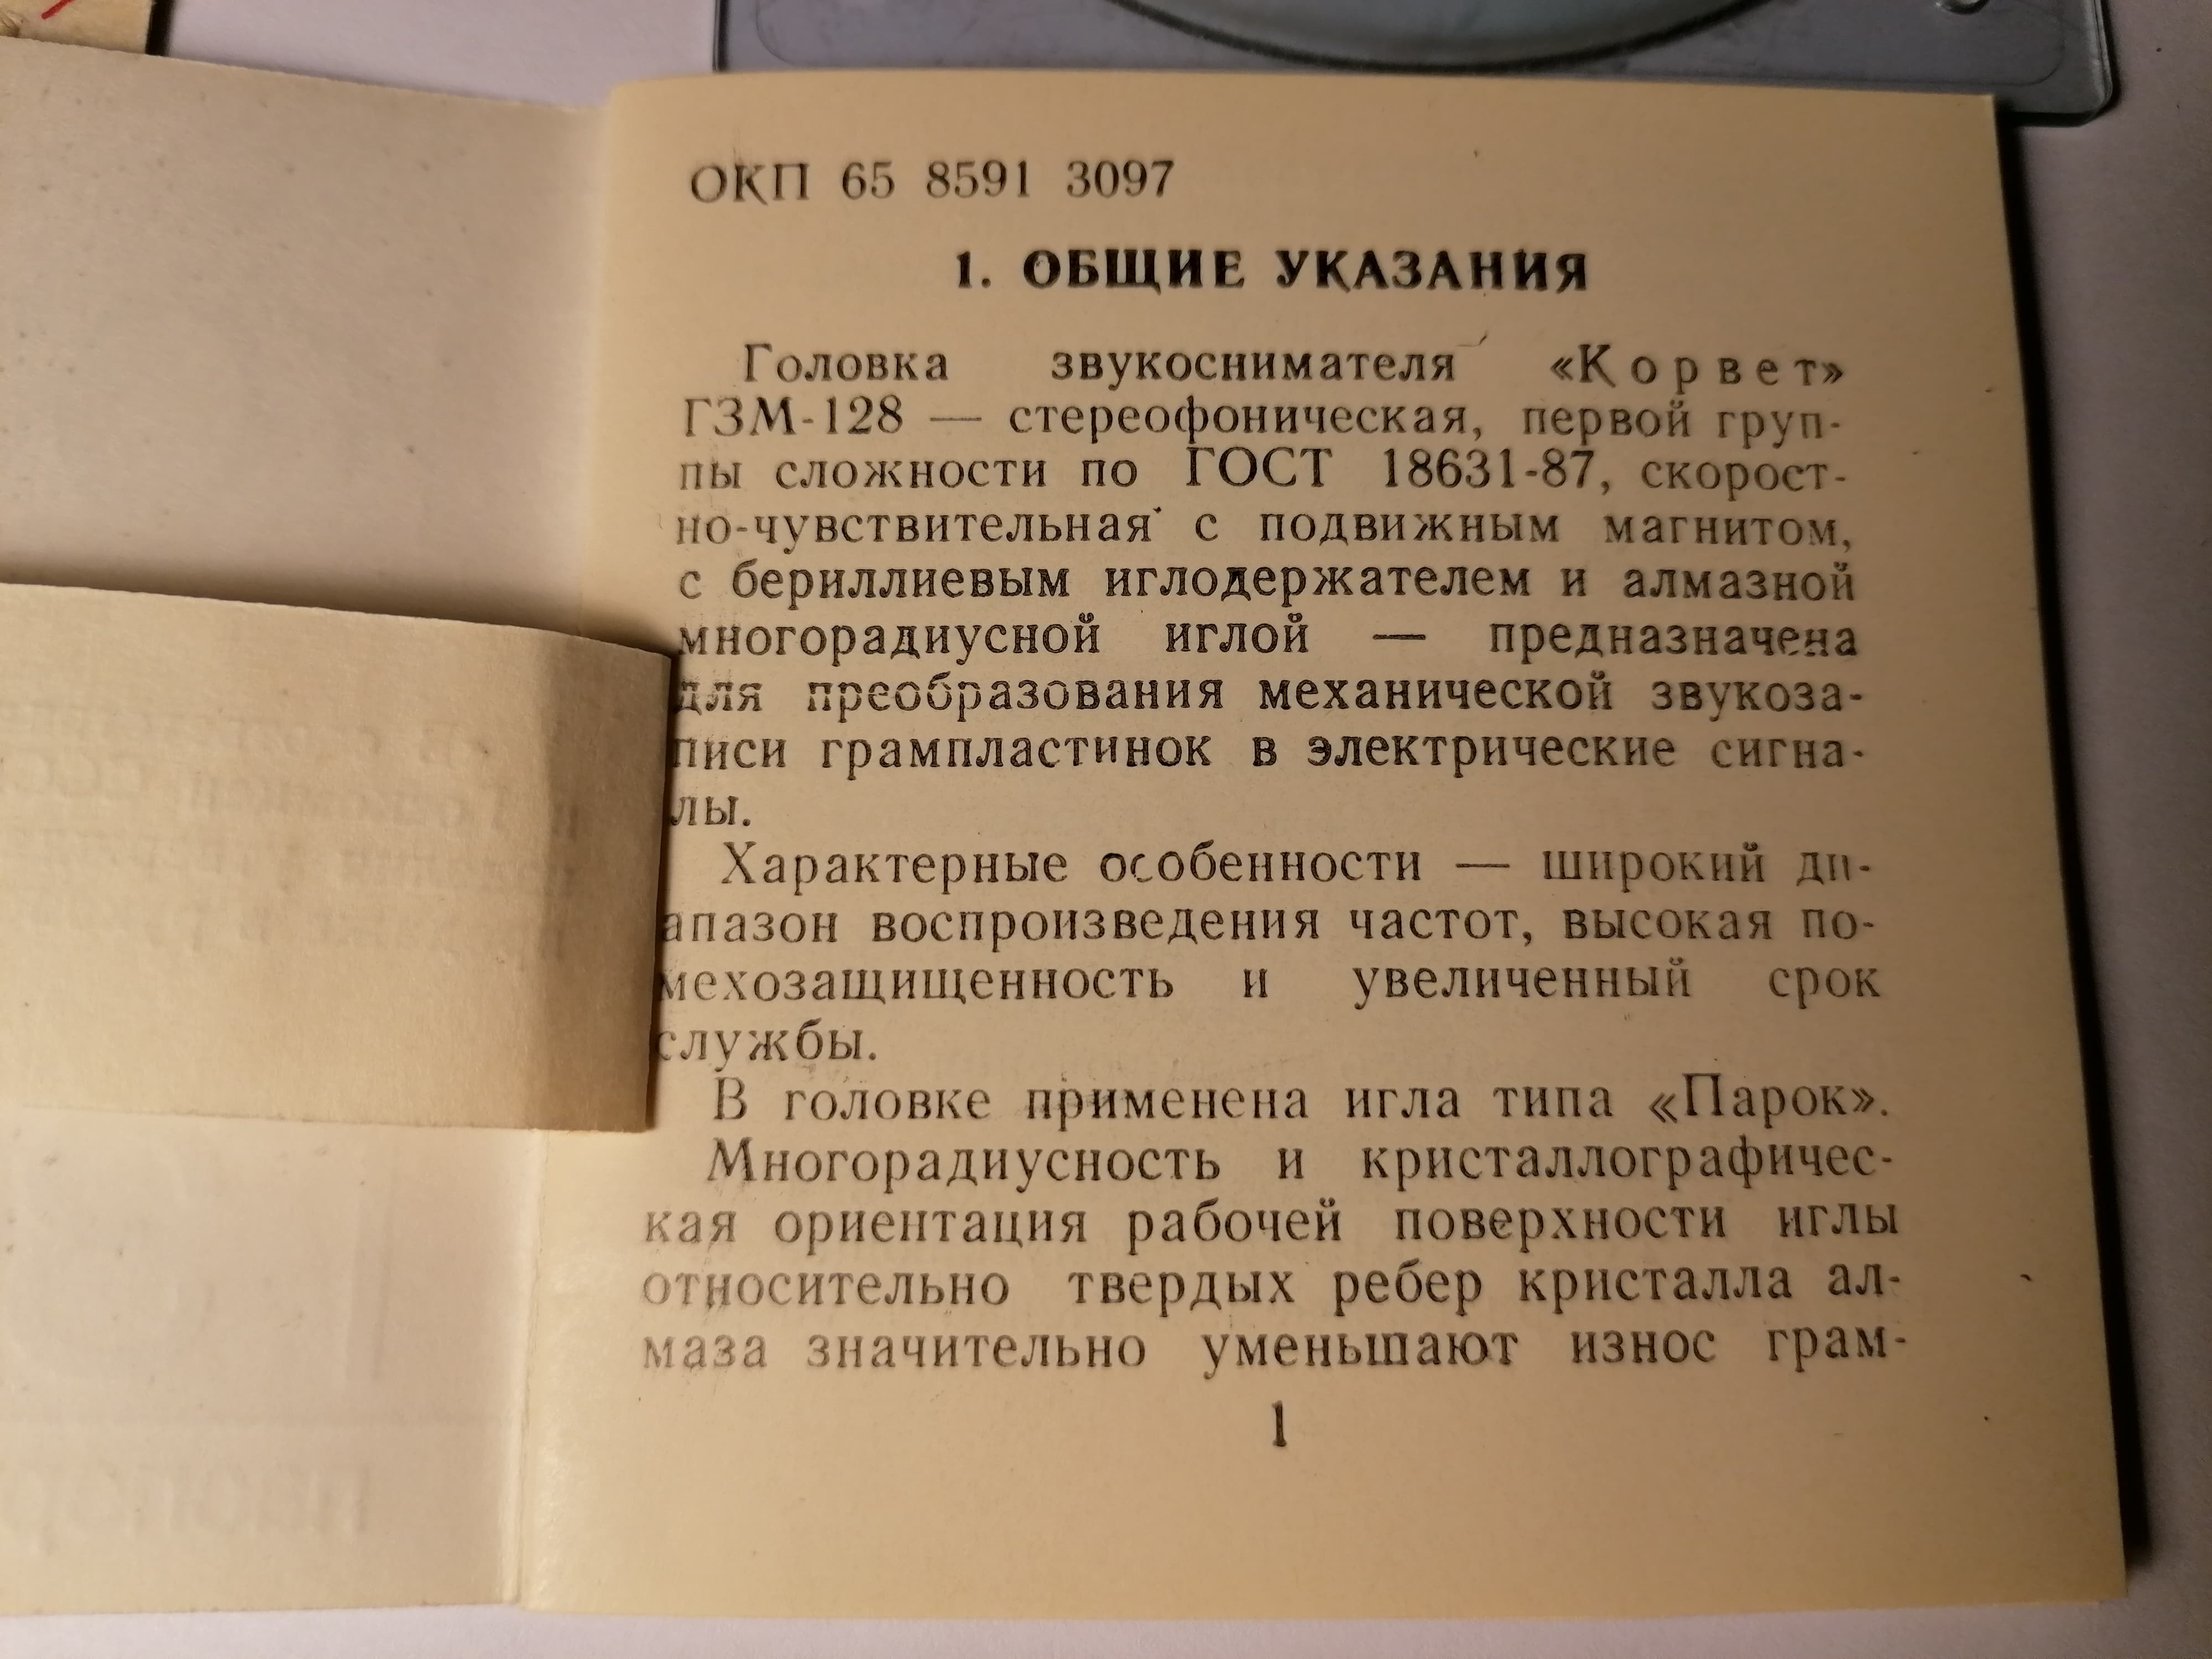 ОКП 65 8591 3097
1. ОБЩИЕ УКАЗАНИЯ
Головка звукоснимателя «Корвет»
ГЗМ-128 — стереофоническая, первой груп-
пы сложности по ГОСТ 18631-87, скорост-
но-чувствительная с подвижным магнитом,
с бериллиевым иглодержателем и алмазной
многорадиусной иглой — предназначена
для преобразования механической звукоза-
писи грампластинок в электрические сигна-
лы.
Характерные особенности — широкий ди-
апазон воспроизведения частот, высокая по-
мехозащищенность и увеличенный срок
службы.
В головке применена игла типа «Парок».
Многорадиусность и кристаллографичес-
кая ориентация рабочей поверхности иглы
относительно твердых ребер кристалла ал-
маза значительно уменьшают износ грам-
1